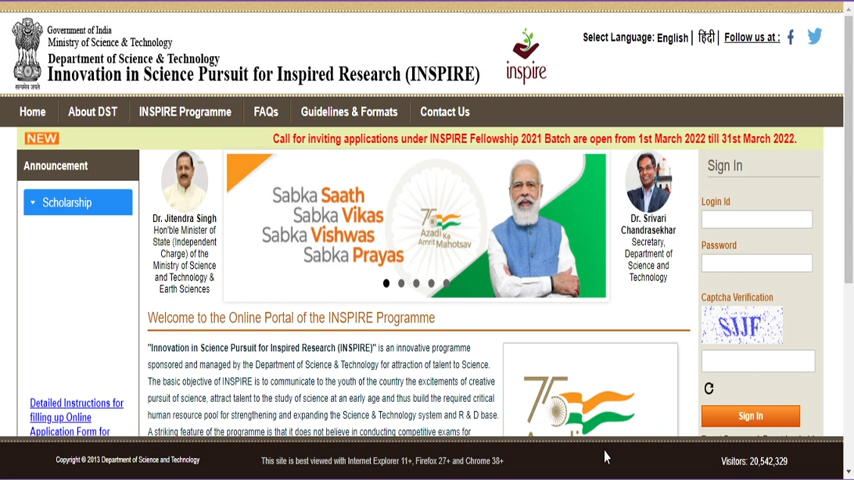 Government of India
Ministry of Science & Technology
Department of Science & Technology
Innovation in Science Pursuit for Inspired Research (INSPIRE)
सत्यमेव जयते
inspire
Select Language: English | हिंदी | Follow us at :
Home
About DST
INSPIRE Programme
FAQs
Guidelines & Formats
Contact Us
NEW
Call for inviting applications under INSPIRE Fellowship 2021 Batch are open from 1st March 2022 till 31st March 2022.
Announcement
Scholarship
Detailed Instructions for
filling up Online
Application Form for
Dr. Jitendra Singh
Hon'ble Minister of
State (Independent
Charge) of the
Ministry of Science
and Technology &
Earth Sciences
Sabka Saath
Sabka Vikas
Sabka Vishwas
Sabka Prayas
75
Azadi Ka
Amrit Mahotsav
Dr. Srivari
Chandrasekhar
Secretary,
Department of
Science and
Technology
Welcome to the Online Portal of the INSPIRE Programme
"Innovation in Science Pursuit for Inspired Research (INSPIRE)" is an innovative programme
sponsored and managed by the Department of Science & Technology for attraction of talent to Science.
The basic objective of INSPIRE is to communicate to the youth of the country the excitements of creative
pursuit of science, attract talent to the study of science at an early age and thus build the required critical
human resource pool for strengthening and expanding the Science & Technology system and R & D base.
A striking feature of the programme is that it does not believe in conducting competitive exams for
75
Sign In
Login Id
Password
Captcha Verification
SJJF
Sign In
Copyright © 2013 Department of Science and Technology
This site is best viewed with Internet Explorer 11+, Firefox 27+ and Chrome 38+
Visitors: 20,542,329